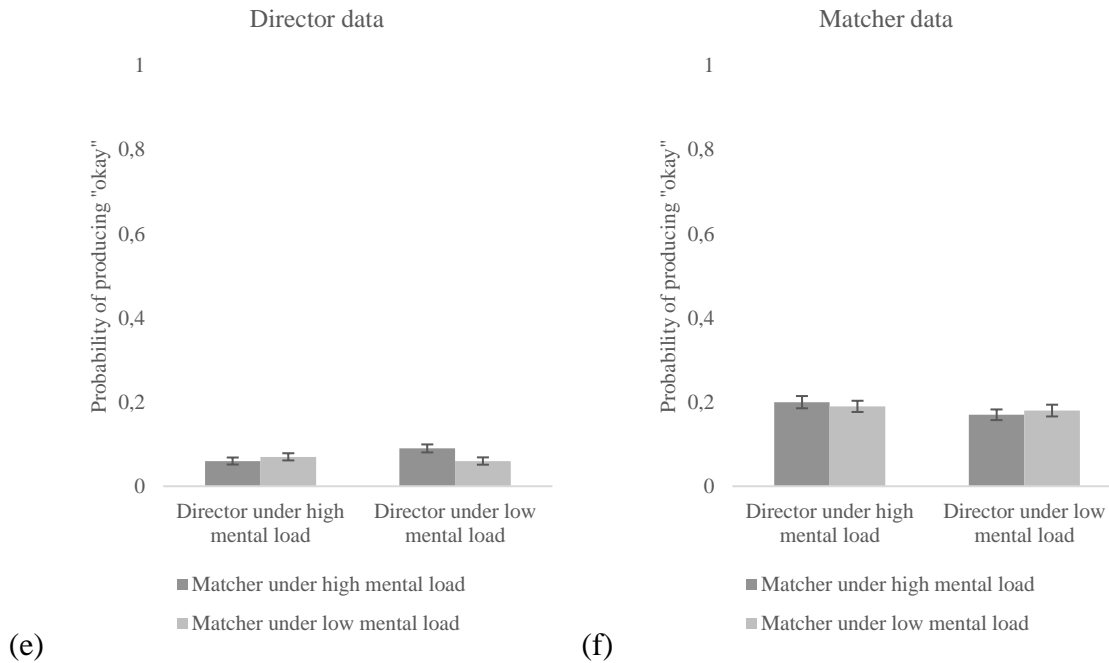 Director data
Probability of producing "okay"
1
0,8
0,6
0,4
0,2
0
Director under high
mental load
Director under low
mental load
■ Matcher under high mental load
■ Matcher under low mental load
(e)
Matcher data
Probability of producing "okay"
1
0,8
0,6
0,4
0,2
0
Director under high
mental load
Director under low
mental load
■ Matcher under high mental load
■ Matcher under low mental load
(f)